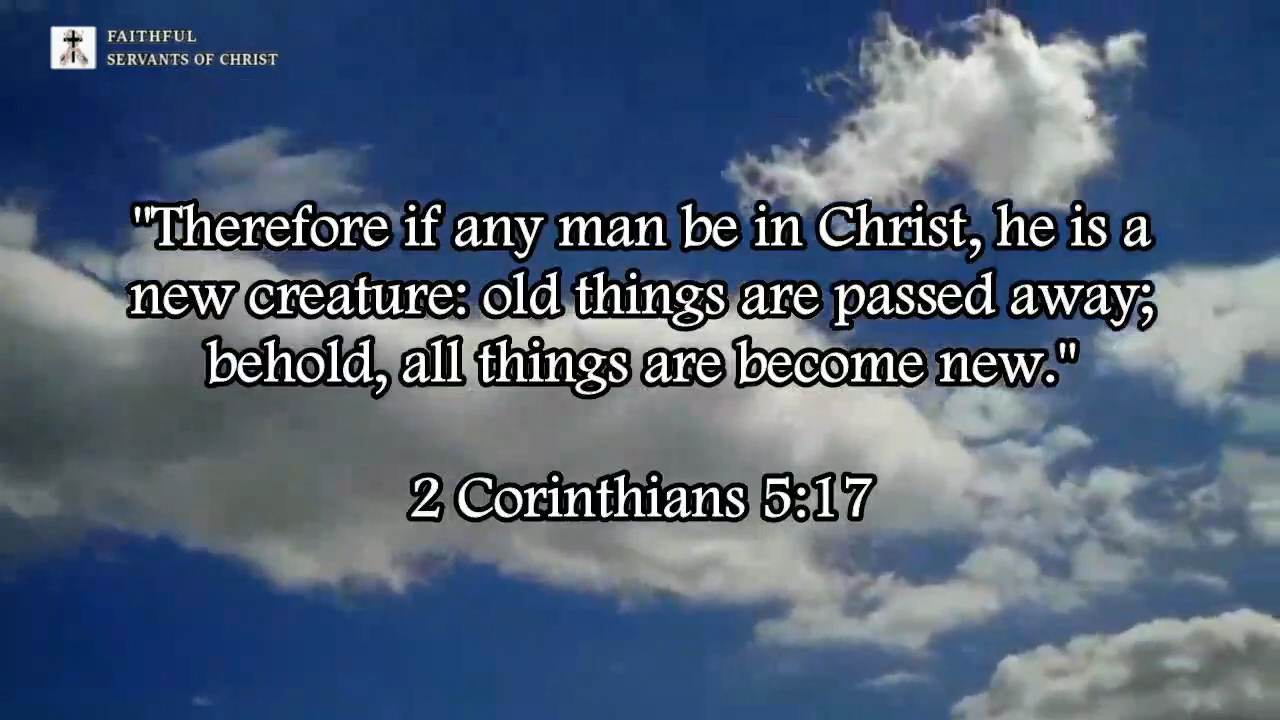 FAITHFUL
SERVANTS OF CHRIST
"Therefore if any man be in Christ, he is a
new creature: old things are passed away;
behold, all things are become new."
2 Corinthians 5:17